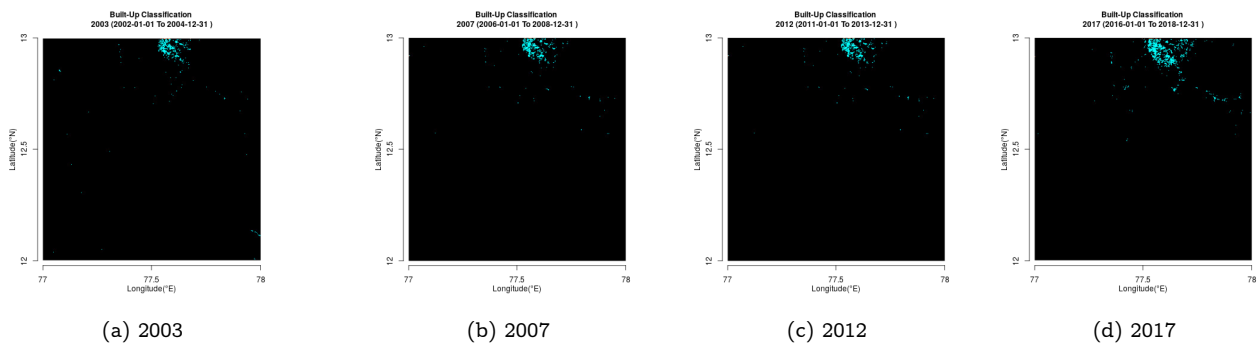 Built-Up Classification
2003 (2002-01-01 To 2004-12-31 )
13
12.5
12
Latitude(°N)
77
77.5
78
Longitude(°E)
(a) 2003
Built-Up Classification
2007 (2006-01-01 To 2008-12-31 )
13
12.5
12
Latitude(°N)
77
77.5
78
Longitude(°E)
(b) 2007
Built-Up Classification
2012 (2011-01-01 To 2013-12-31 )
13
12.5
12
Latitude(°N)
77
77.5
78
Longitude(°E)
(c) 2012
Built-Up Classification
2017 (2016-01-01 To 2018-12-31 )
13
12.5
12
Latitude(°N)
77
77.5
78
Longitude(°E)
(d) 2017